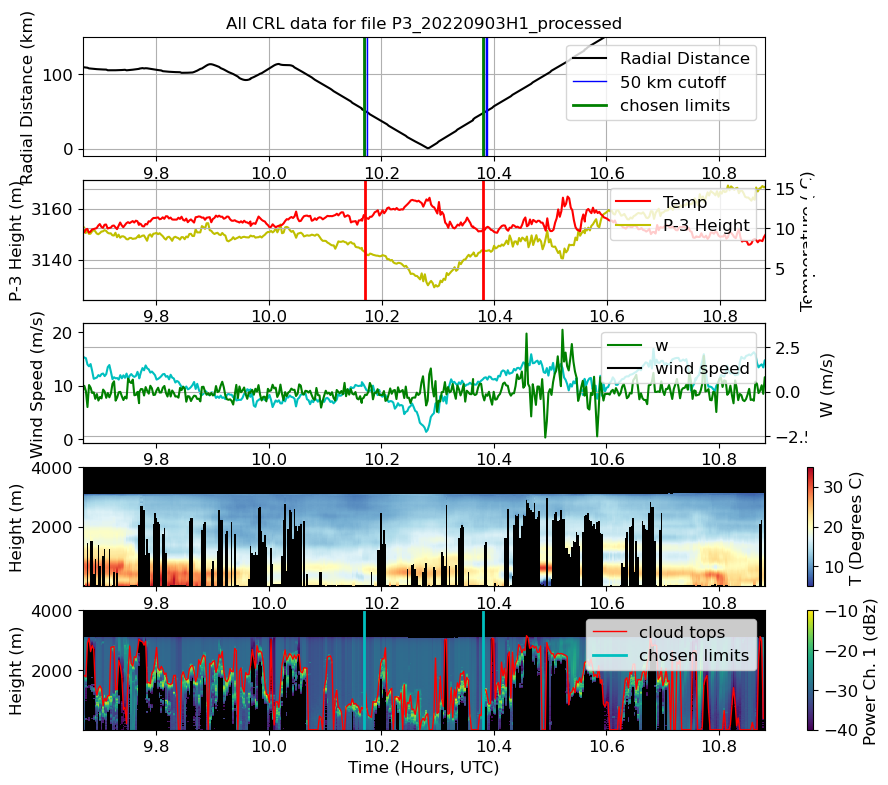 All CRL data for file P3_20220903H1_processed
Radial Distance (km)
100
0
Radial Distance
50 km cutoff
chosen limits
9.8 10.0 10.2 10.4 10.6 10.8
P-3 Height (m)
3160
3140
Temp
P-3 Height
15
10
5
9.8 10.0 10.2 10.4 10.6 10.8
Wind Speed (m/s)
20
10
0
w
wind speed
2.5
0.0
W (m/s)
9.8 10.0 10.2 10.4 10.6 10.8
Height (m)
4000
2000
30
20
10
T (Degrees C)
9.8 10.0 10.2 10.4 10.6 10.8
Height (m)
4000
2000
cloud tops
chosen limits
−10
−20
−30
−40
Power Ch. 1 (dBz)
9.8 10.0 10.2 10.4 10.6 10.8
Time (Hours, UTC)